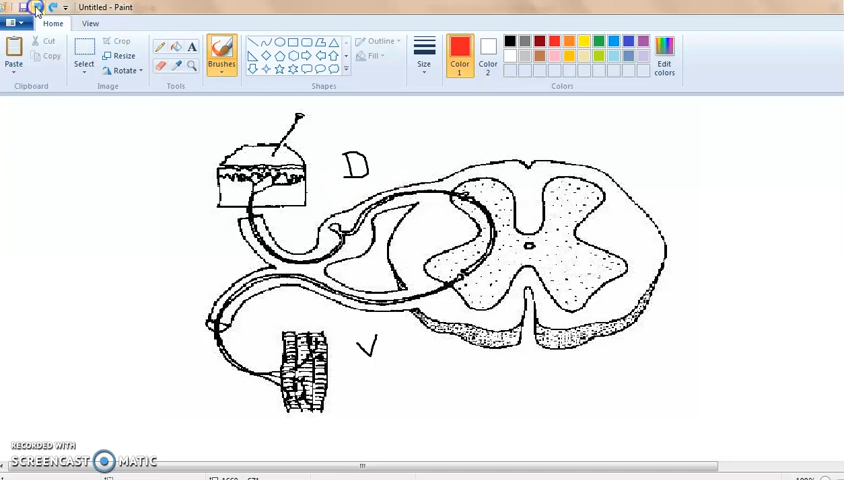 Untitled - Paint
Home View
Paste
Cut
Copy
Clipboard
Select
Crop
Resize
Rotate
Image
Tools
Brushes
Shapes
Outline
Fill
Size
Color 1
Color 2
Edit colors
Colors
D
V
RECORDED WITH
SCREENCAST MATIC
100%